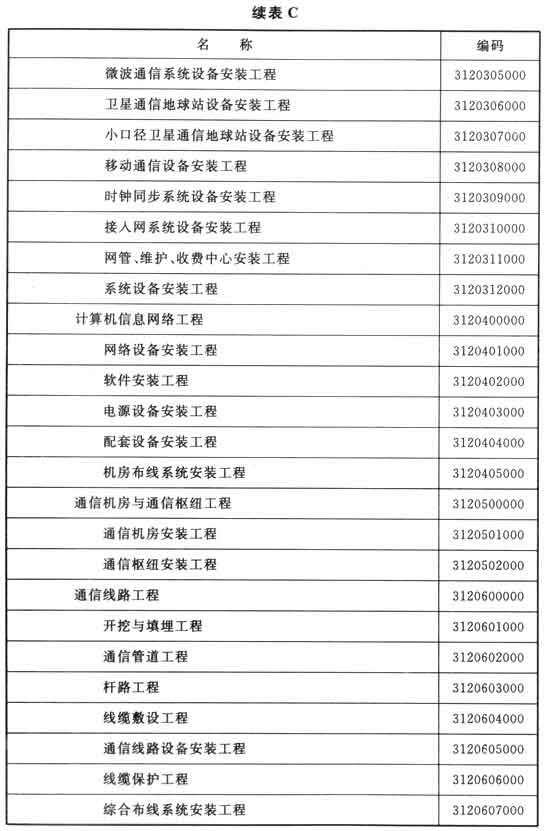 续表 C
名 称 编码
微波通信系统设备安装工程 3120305000
卫星通信地球站设备安装工程 3120306000
小口径卫星通信地球站设备安装工程 3120307000
移动通信设备安装工程 3120308000
时钟同步系统设备安装工程 3120309000
接入网系统设备安装工程 3120310000
网管、维护、收费中心安装工程 3120311000
系统设备安装工程 3120312000
计算机信息网络工程 3120400000
网络设备安装工程 3120401000
软件安装工程 3120402000
电源设备安装工程 3120403000
配套设备安装工程 3120404000
机房布线系统安装工程 3120405000
通信机房与通信枢纽工程 3120500000
通信机房安装工程 3120501000
通信枢纽安装工程 3120502000
通信线路工程 3120600000
开挖与填埋工程 3120601000
通信管道工程 3120602000
杆路工程 3120603000
线缆敷设工程 3120604000
通信线路设备安装工程 3120605000
线缆保护工程 3120606000
综合布线系统安装工程 3120607000